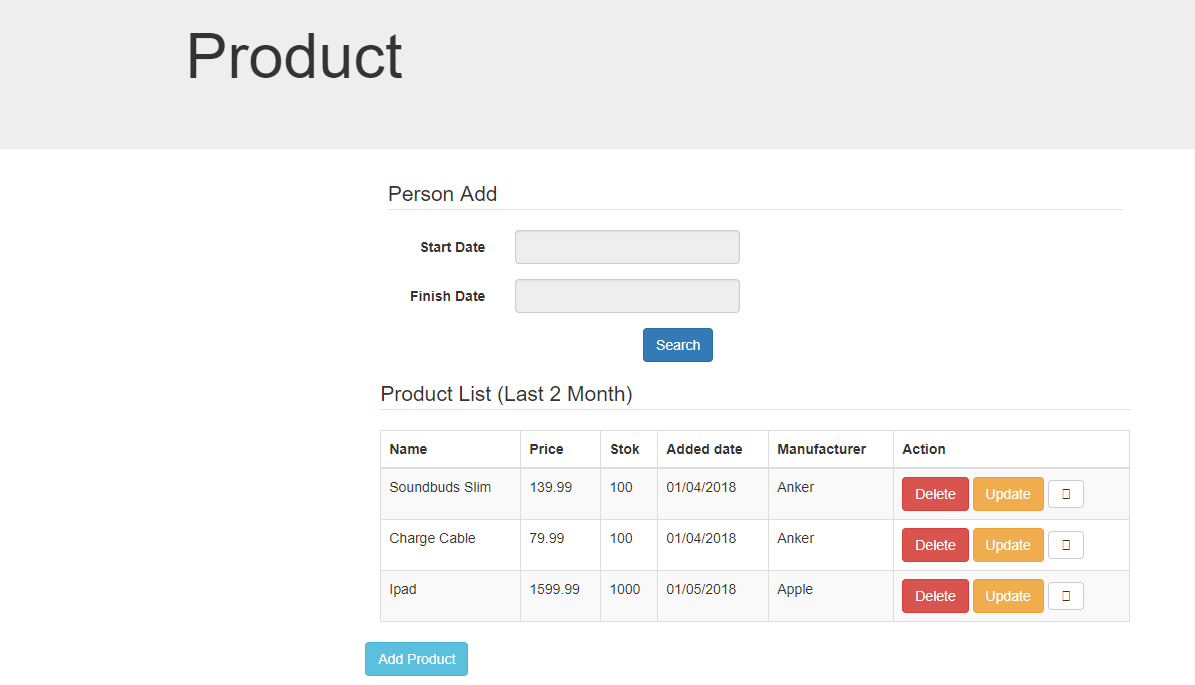 Product
Person Add
Start Date
Finish Date
Search
Product List (Last 2 Month)
Name Price Stok Added date Manufacturer Action
Soundbuds Slim 139.99 100 01/04/2018 Anker Delete Update
Charge Cable 79.99 100 01/04/2018 Anker Delete Update
Ipad 1599.99 1000 01/05/2018 Apple Delete Update
Add Product